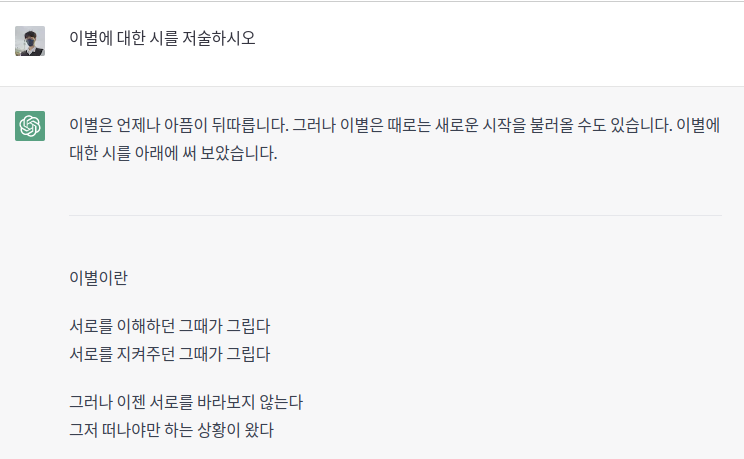 이별에 대한 시를 저술하시오
이별은 언제나 아픔이 뒤따릅니다. 그러나 이별은 때로는 새로운 시작을 불러올 수도 있습니다. 이별에
대한 시를 아래에 써 보았습니다.
이별이란
서로를 이해하던 그때가 그립다
서로를 지켜주던 그때가 그립다
그러나 이젠 서로를 바라보지 않는다
그저 떠나야만 하는 상황이 왔다